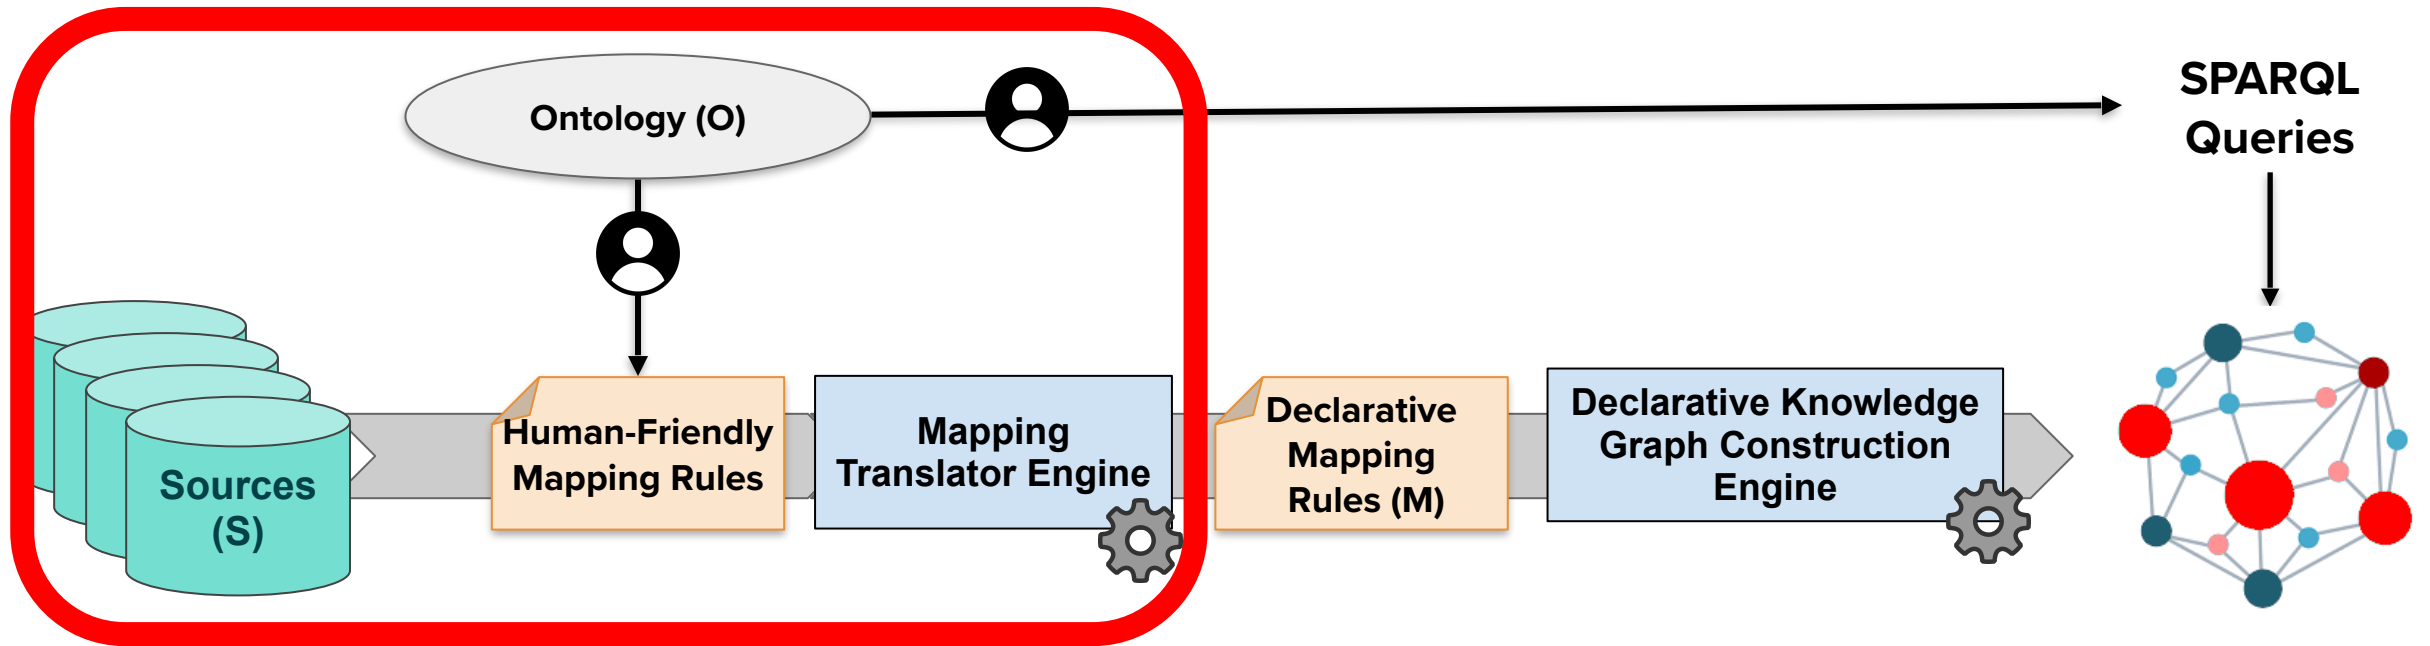 Ontology (O)
SPARQL
Queries
Sources
(S)
Human-Friendly
Mapping Rules
Mapping
Translator Engine
Declarative
Mapping
Rules (M)
Declarative Knowledge
Graph Construction
Engine